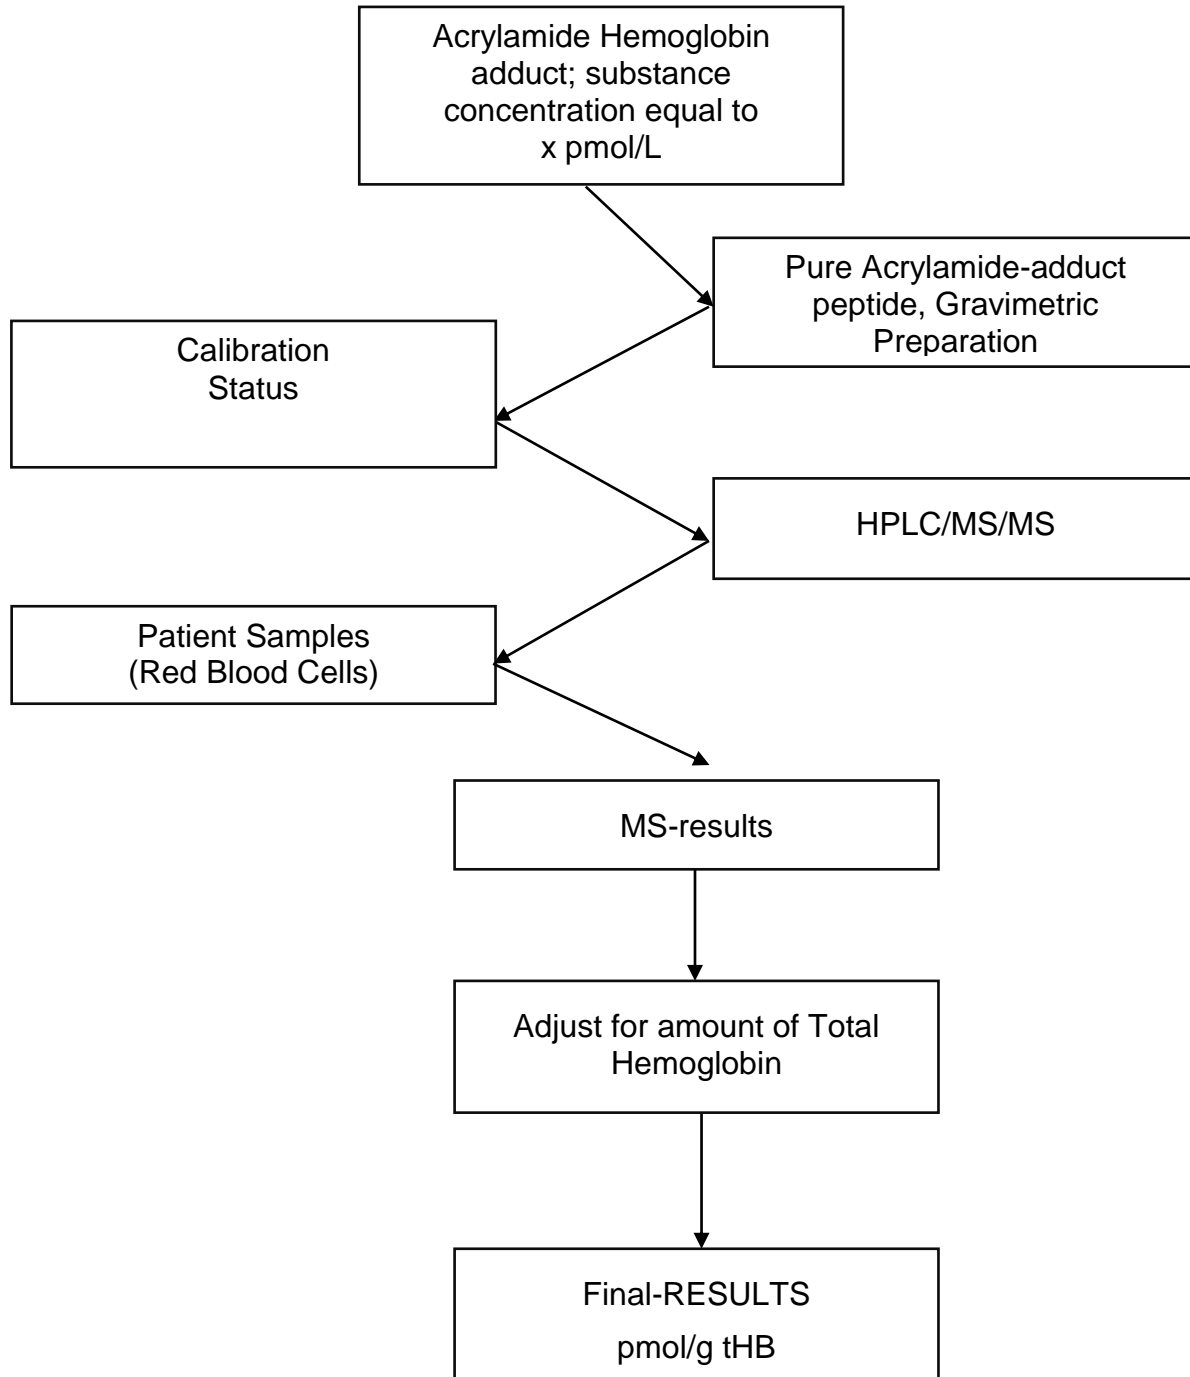 Acrylamide Hemoglobin
adduct; substance
concentration equal to
x pmol/L
Pure Acrylamide-adduct
peptide, Gravimetric
Preparation
Calibration
Status
HPLC/MS/MS
Patient Samples
(Red Blood Cells)
MS-results
Adjust for amount of Total
Hemoglobin
Final-RESULTS
pmol/g tHB